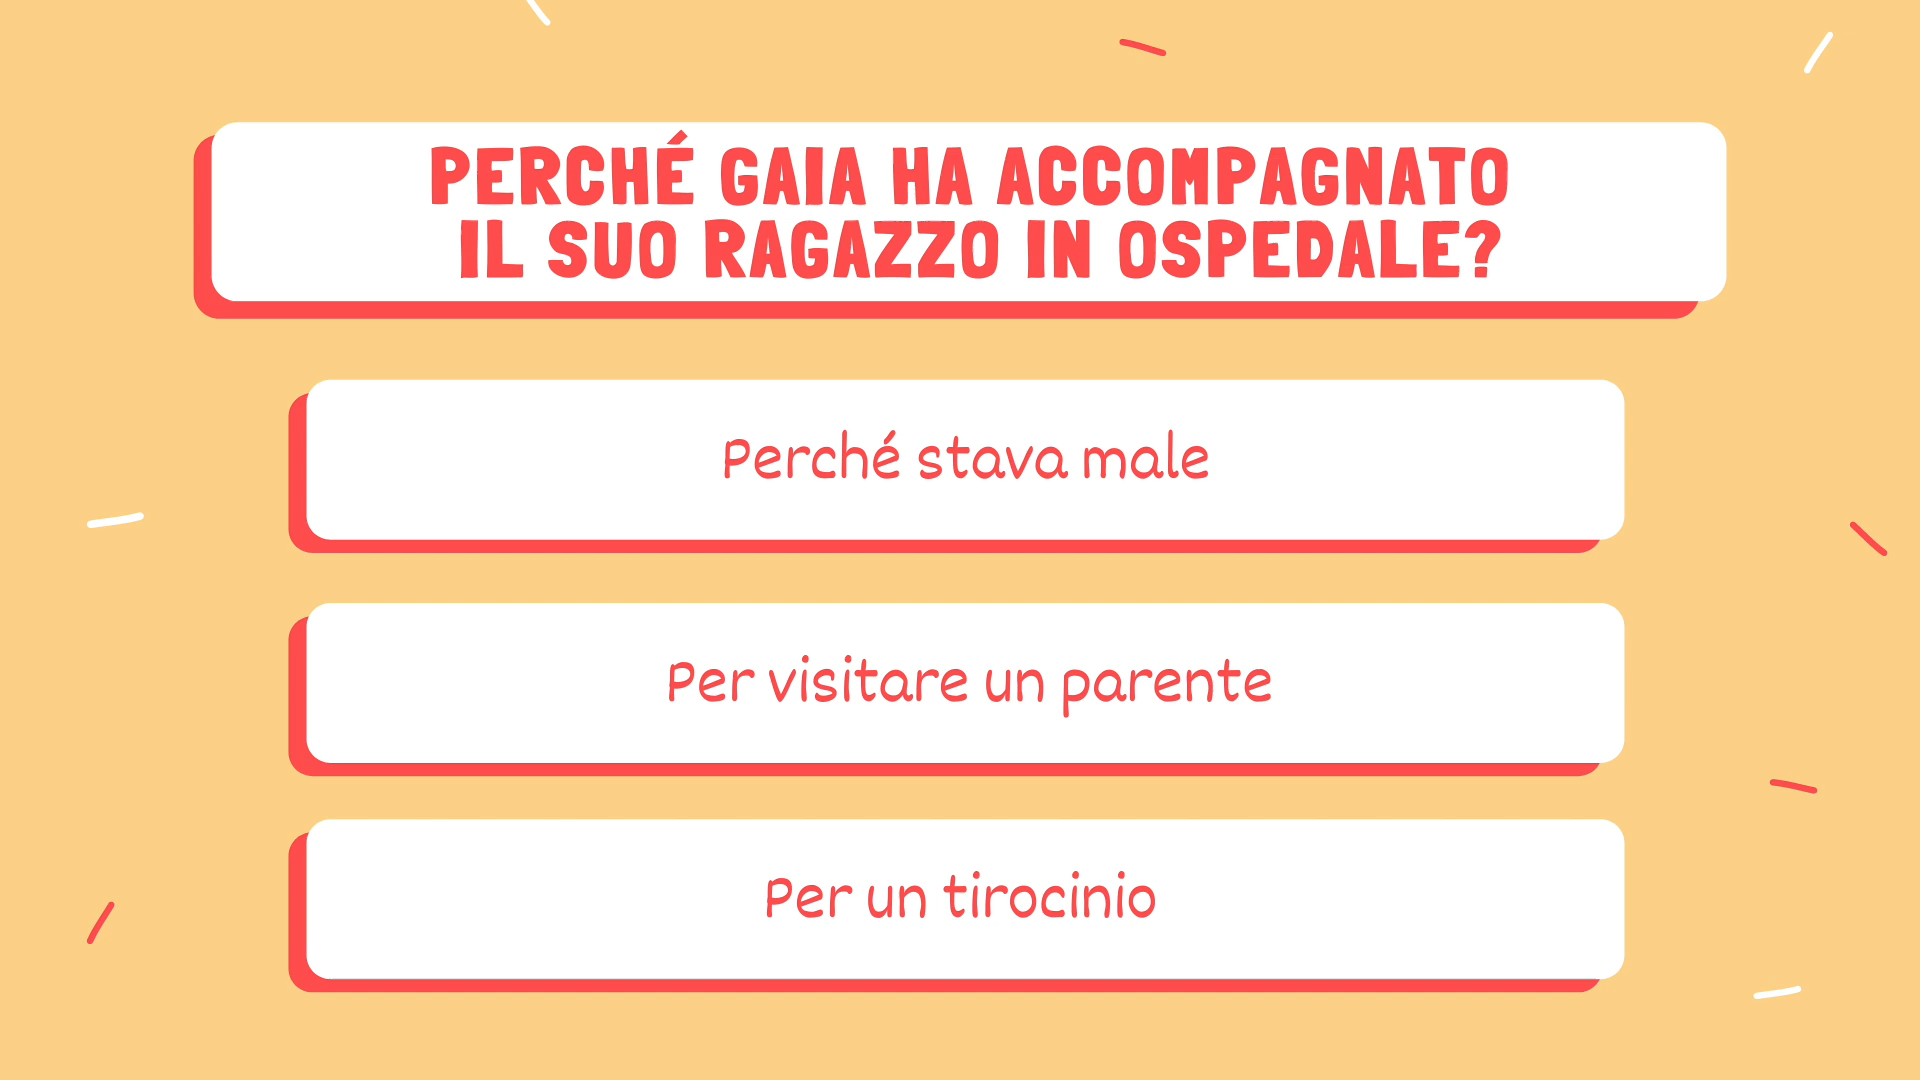 PERCHÉ GAIA HA ACCOMPAGNATO
IL SUO RAGAZZO IN OSPEDALE?
Perché stava male
Per visitare un parente
Per un tirocinio